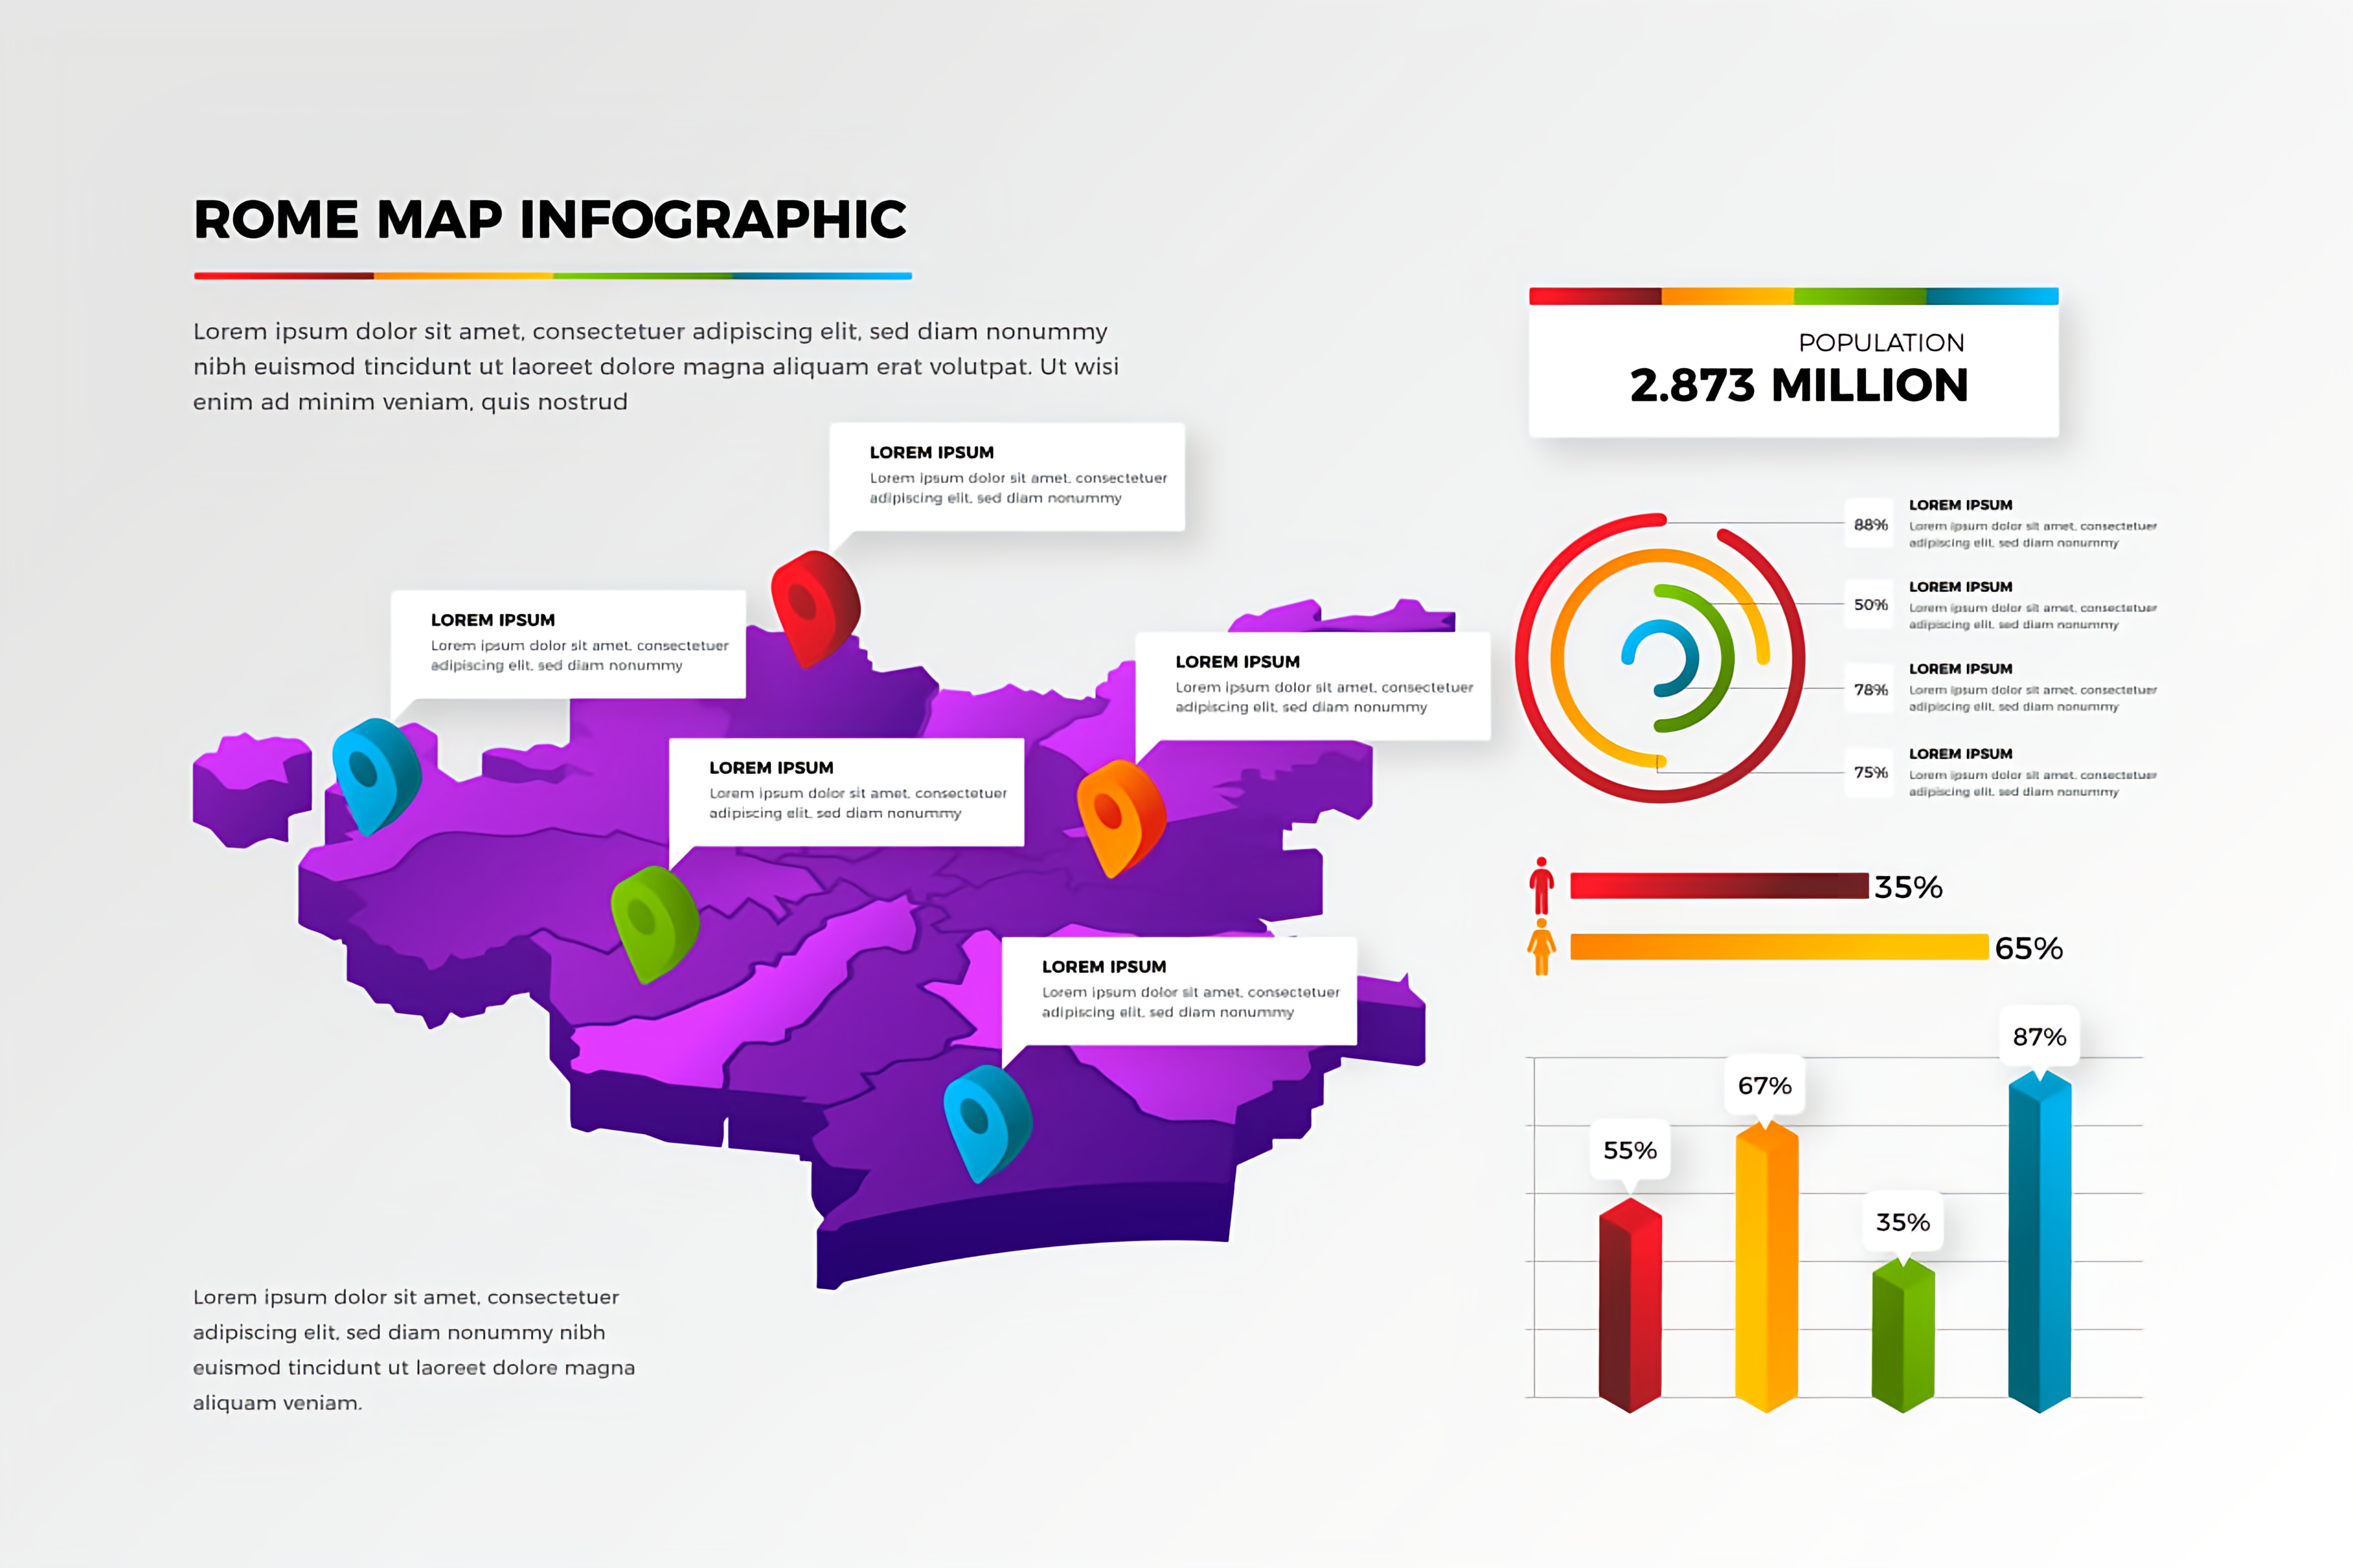 ROME MAP INFOGRAPHIC
Lorem ipsum dolor sit amet, consectetuer adipiscing elit, sed diam nonummy
nibh euismod tincidunt ut laoreet dolore magna aliquam erat volutpat. Ut wisi
enim ad minim veniam, quis nostrud
LOREM IPSUM
Lorem ipsum dolor sit amet, consectetuer
adipiscing elit, sed diam nonummy
LOREM IPSUM
Lorem ipsum dolor sit amet, consectetuer
adipiscing elit, sed diam nonummy
LOREM IPSUM
Lorem ipsum dolor sit amet, consectetuer
adipiscing elit, sed diam nonummy
LOREM IPSUM
Lorem ipsum dolor sit amet, consectetuer
adipiscing elit, sed diam nonummy
LOREM IPSUM
Lorem ipsum dolor sit amet, consectetuer
adipiscing elit, sed diam nonummy
Lorem ipsum dolor sit amet, consectetuer
adipiscing elit, sed diam nonummy nibh
euismod tincidunt ut laoreet dolore magna
aliquam veniam.
POPULATION
2.873 MILLION
88%
LOREM IPSUM
Lorem ipsum dolor sit amet, consectetuer
adipiscing elit, sed diam nonummy
50%
LOREM IPSUM
Lorem ipsum dolor sit amet, consectetuer
adipiscing elit, sed diam nonummy
78%
LOREM IPSUM
Lorem ipsum dolor sit amet, consectetuer
adipiscing elit, sed diam nonummy
75%
LOREM IPSUM
Lorem ipsum dolor sit amet, consectetuer
adipiscing elit, sed diam nonummy
35%
65%
55%
67%
35%
87%